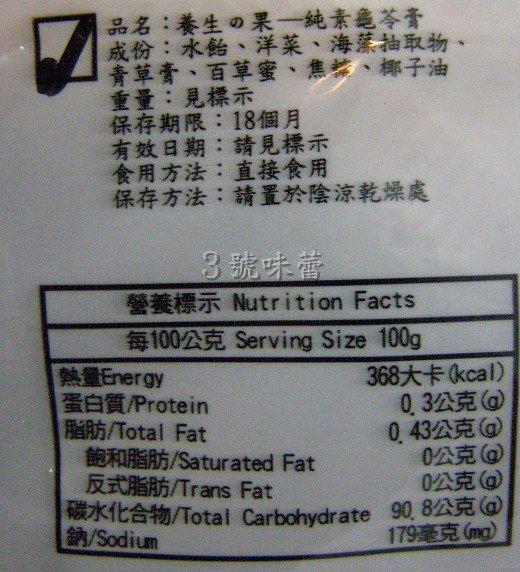 品名：養生の果—純素龜苓膏
成份：水飴、洋菜、海藻抽取物、
青草膏、百草蜜、焦糖、椰子油
重量：見標示
保存期限：18個月
有效日期：請見標示
食用方法：直接食用
保存方法：請置於陰涼乾燥處
3號味蕾
營養標示 Nutrition Facts
每100公克 Serving Size 100g
熱量Energy 368大卡(kcal)
蛋白質/Protein 0.3公克(g)
脂肪/Total Fat 0.43公克(g)
飽和脂肪/Saturated Fat 0公克(g)
反式脂肪/Trans Fat 0公克(g)
碳水化合物/Total Carbohydrate 90.8公克(g)
鈉/Sodium 179毫克(mg)